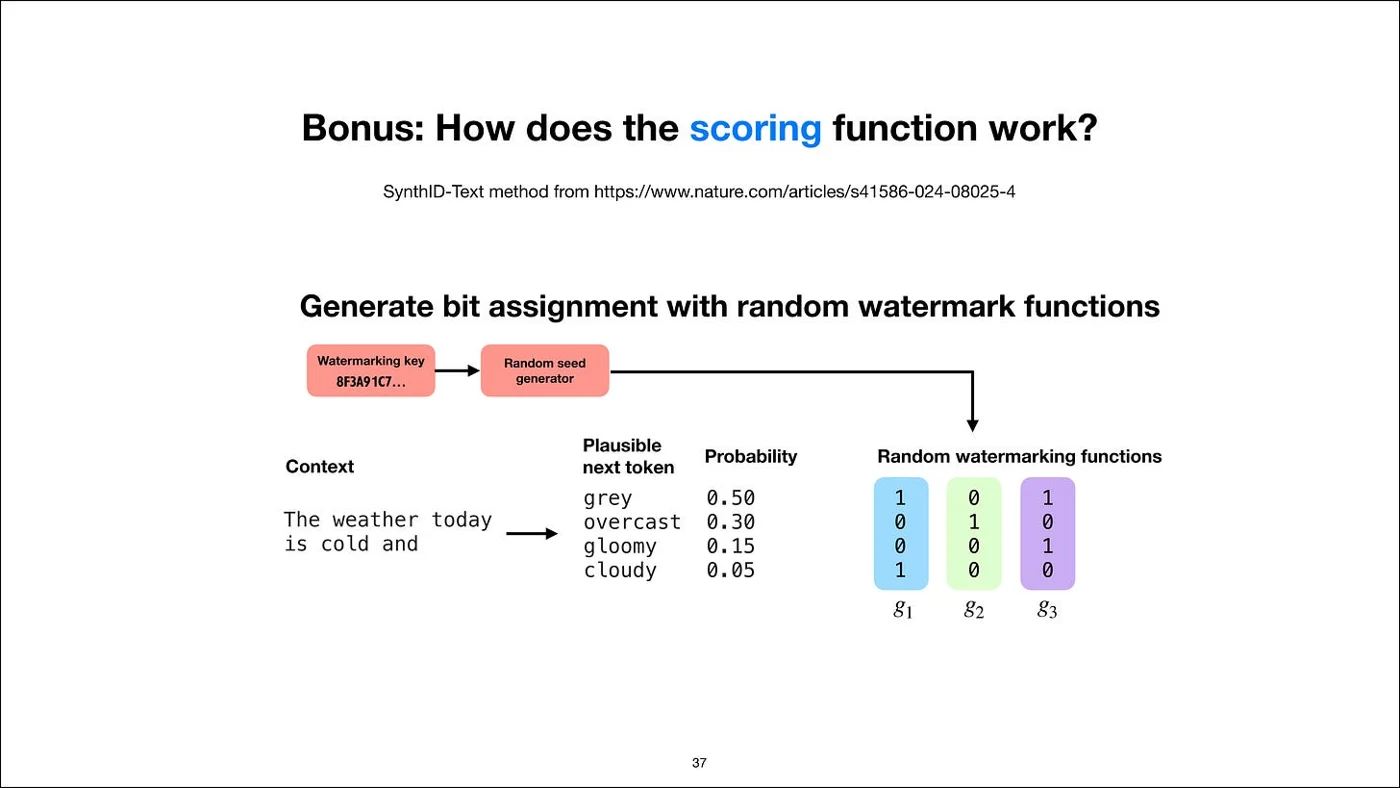 Bonus: How does the scoring function work?
SynthID-Text method from https://www.nature.com/articles/s41586-024-08025-4
Generate bit assignment with random watermark functions
Watermarking key
8F3A91C7...
Random seed
generator
Context
The weather today
is cold and
Plausible
next token
Probability
Random watermarking functions
grey 0.50 1 0 1
overcast 0.30 0 1 0
gloomy 0.15 0 0 1
cloudy 0.05 1 0 0
g1 g2 g3
37